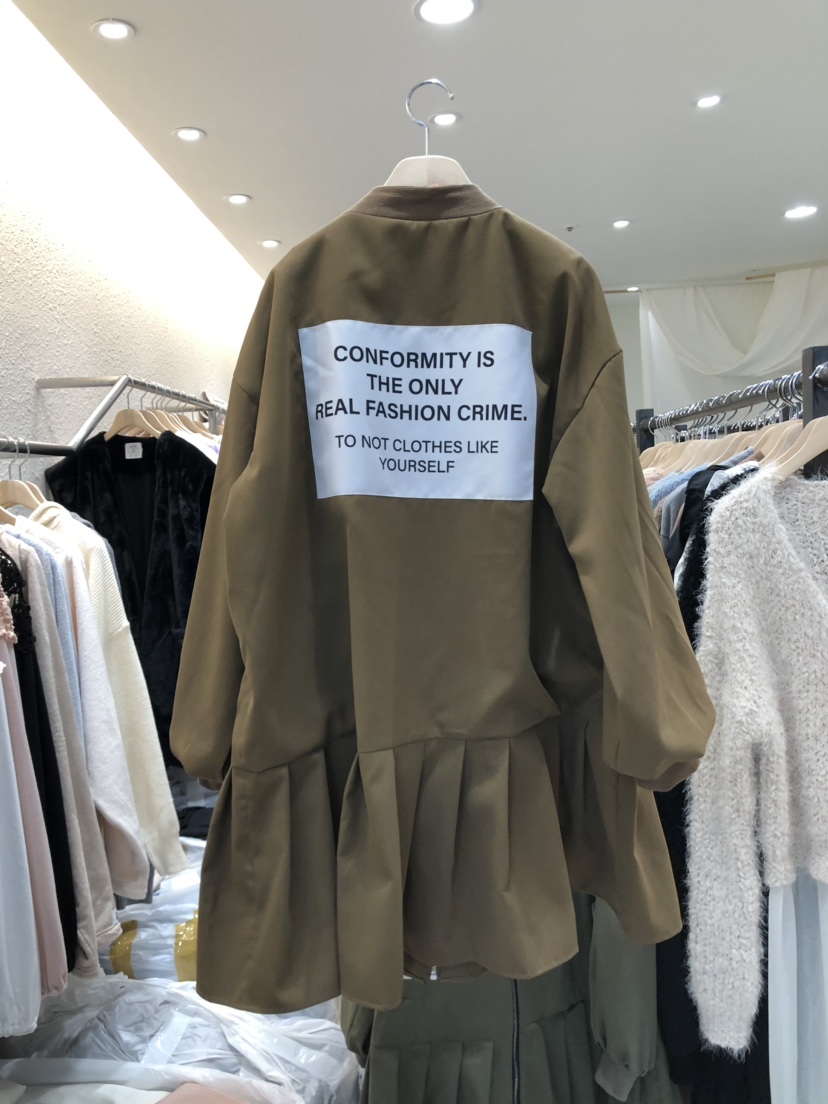 CONFORMITY IS
THE ONLY
REAL FASHION CRIME.
TO NOT CLOTHES LIKE
YOURSELF